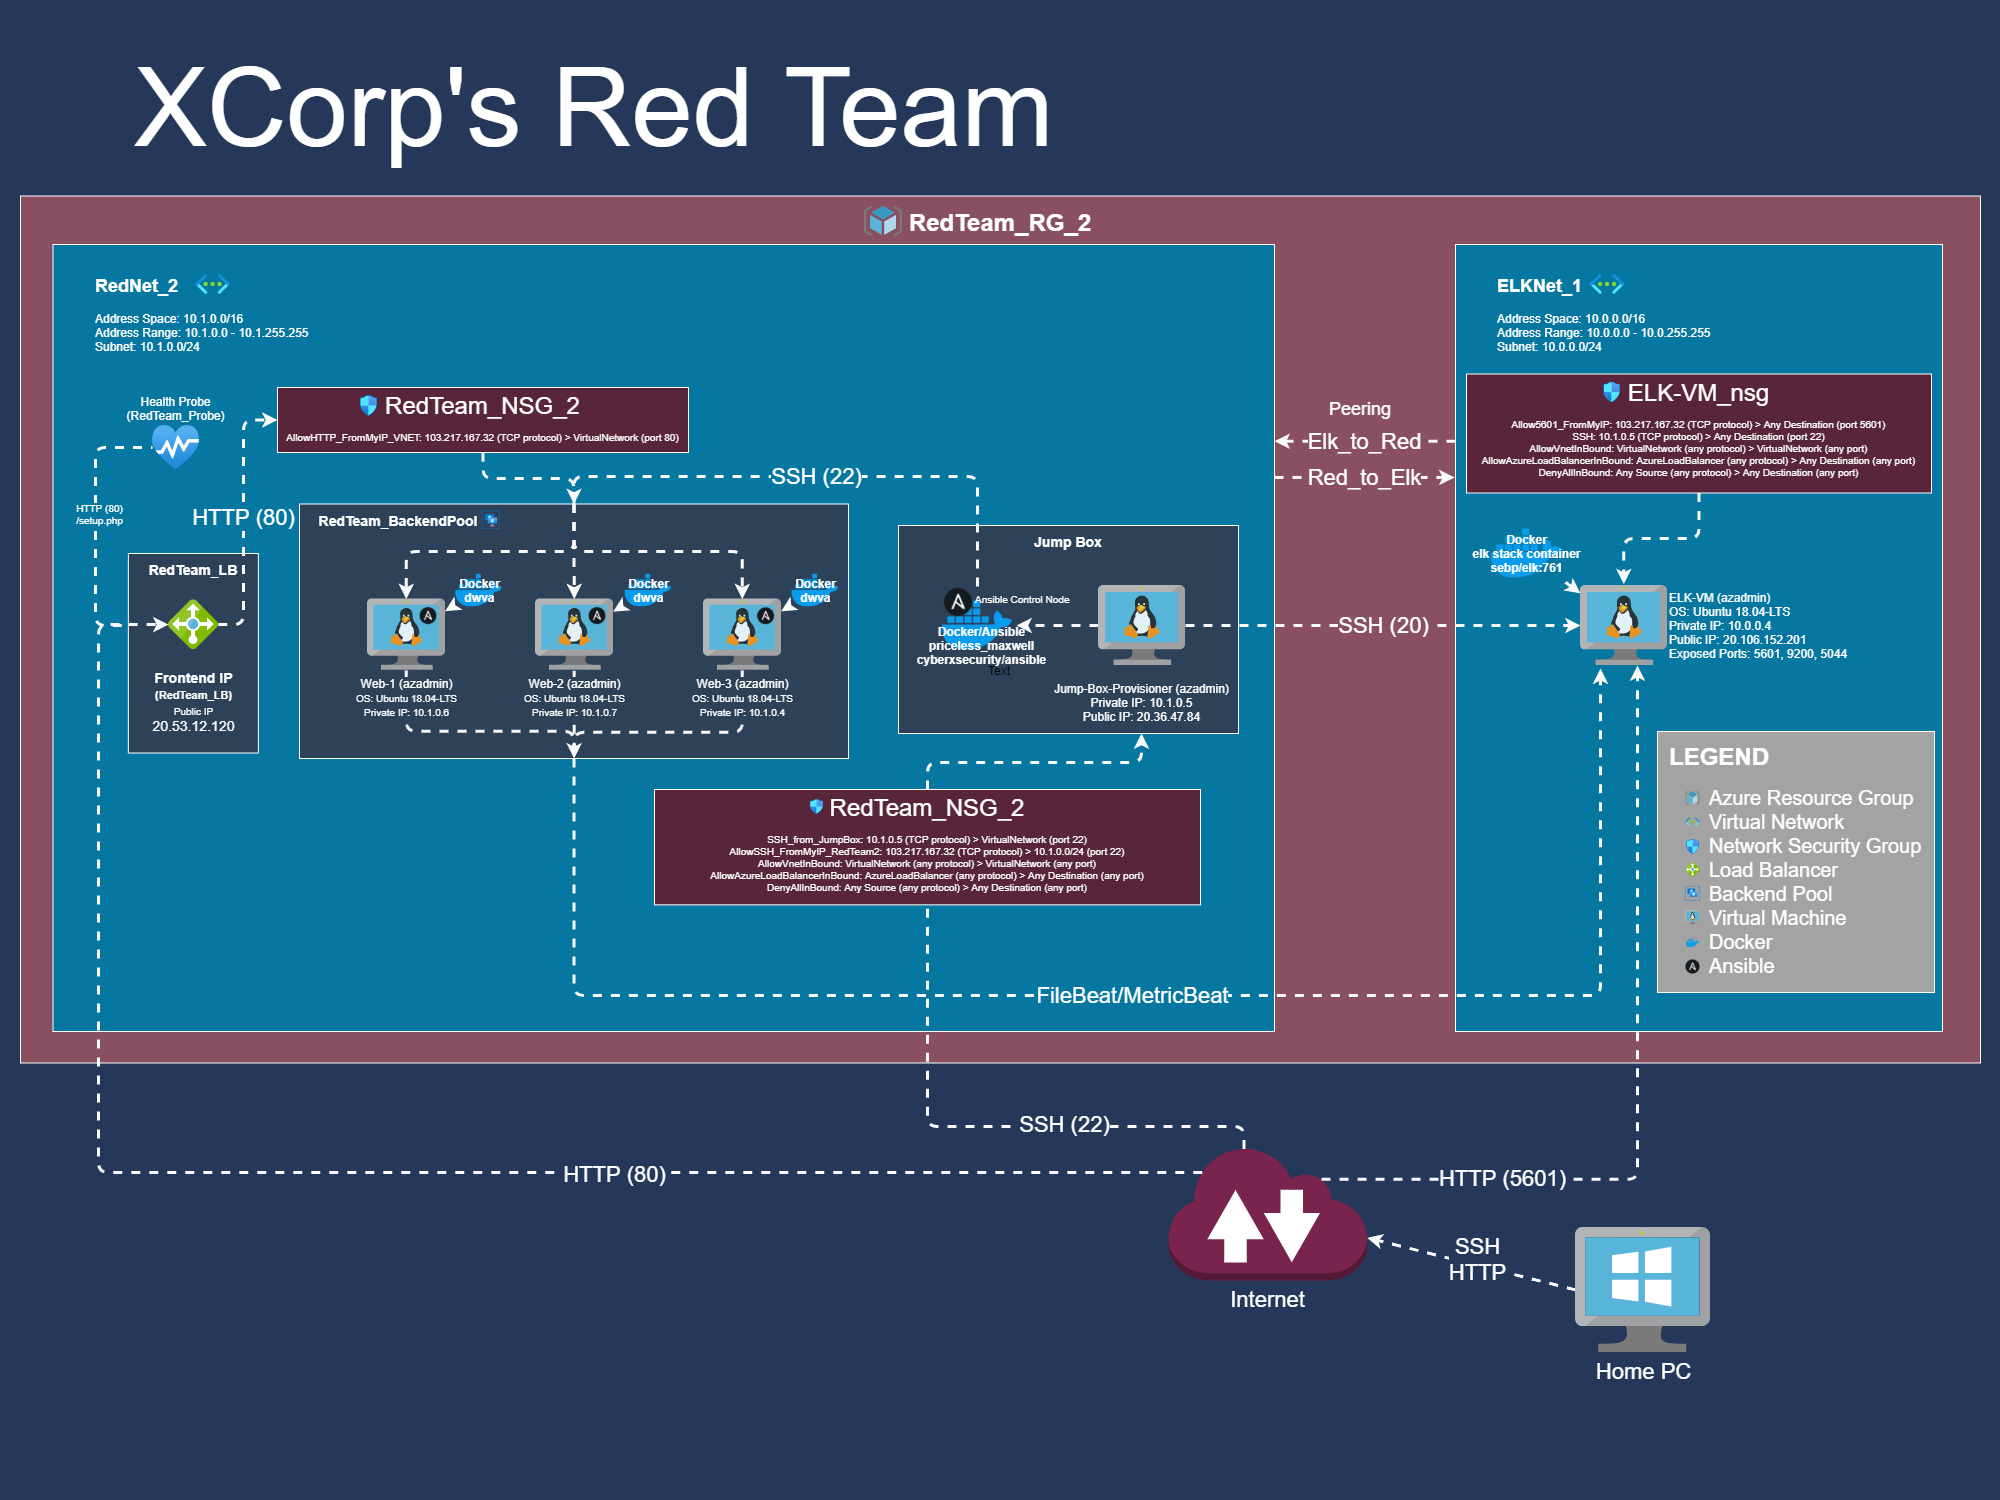 XCorp's Red Team
RedTeam_RG_2
RedNet_2
Address Space: 10.1.0.0/16
Address Range: 10.1.0.0 - 10.1.255.255
Subnet: 10.1.0.0/24
Health Probe
(RedTeam_Probe)
HTTP (80)
/setup.php
HTTP (80)
RedTeam_NSG_2
AllowHTTP_FromMyIP_VNET: 103.217.167.32 (TCP protocol) > VirtualNetwork (port 80)
SSH (22)
RedTeam_LB
Frontend IP
(RedTeam_LB)
Public IP
20.53.12.120
RedTeam_BackendPool
Docker
dwva
Docker
dwva
Docker
dwva
Web-1 (azadmin)
OS: Ubuntu 18.04-LTS
Private IP: 10.1.0.6
Web-2 (azadmin)
OS: Ubuntu 18.04-LTS
Private IP: 10.1.0.7
Web-3 (azadmin)
OS: Ubuntu 18.04-LTS
Private IP: 10.1.0.4
Jump Box
Ansible Control Node
Docker/Ansible
priceless_maxwell
cyberxsecurity/ansible
Text
Jump-Box-Provisioner (azadmin)
Private IP: 10.1.0.5
Public IP: 20.36.47.84
RedTeam_NSG_2
SSH_from_JumpBox: 10.1.0.5 (TCP protocol) > VirtualNetwork (port 22)
AllowSSH_FromMyIP_RedTeam2: 103.217.167.32 (TCP protocol) > 10.1.0.0/24 (port 22)
AllowVnetInBound: VirtualNetwork (any protocol) > VirtualNetwork (any port)
AllowAzureLoadBalancerInBound: AzureLoadBalancer (any protocol) > Any Destination (any port)
DenyAllInBound: Any Source (any protocol) > Any Destination (any port)
FileBeat/MetricBeat
Peering
Elk_to_Red
Red_to_Elk
SSH (20)
ELKNet_1
Address Space: 10.0.0.0/16
Address Range: 10.0.0.0 - 10.0.255.255
Subnet: 10.0.0.0/24
ELK-VM_nsg
Allow5601_FromMyIP: 103.217.167.32 (TCP protocol) > Any Destination (port 5601)
SSH: 10.1.0.5 (TCP protocol) > Any Destination (port 22)
AllowVnetInBound: VirtualNetwork (any protocol) > VirtualNetwork (any port)
AllowAzureLoadBalancerInBound: AzureLoadBalancer (any protocol) > Any Destination (any port)
DenyAllInBound: Any Source (any protocol) > Any Destination (any port)
Docker
elk stack container
sebp/elk:761
ELK-VM (azadmin)
OS: Ubuntu 18.04-LTS
Private IP: 10.0.0.4
Public IP: 20.106.152.201
Exposed Ports: 5601, 9200, 5044
LEGEND
Azure Resource Group
Virtual Network
Network Security Group
Load Balancer
Backend Pool
Virtual Machine
Docker
Ansible
SSH (22)
HTTP (80)
HTTP (5601)
SSH
HTTP
Internet
Home PC